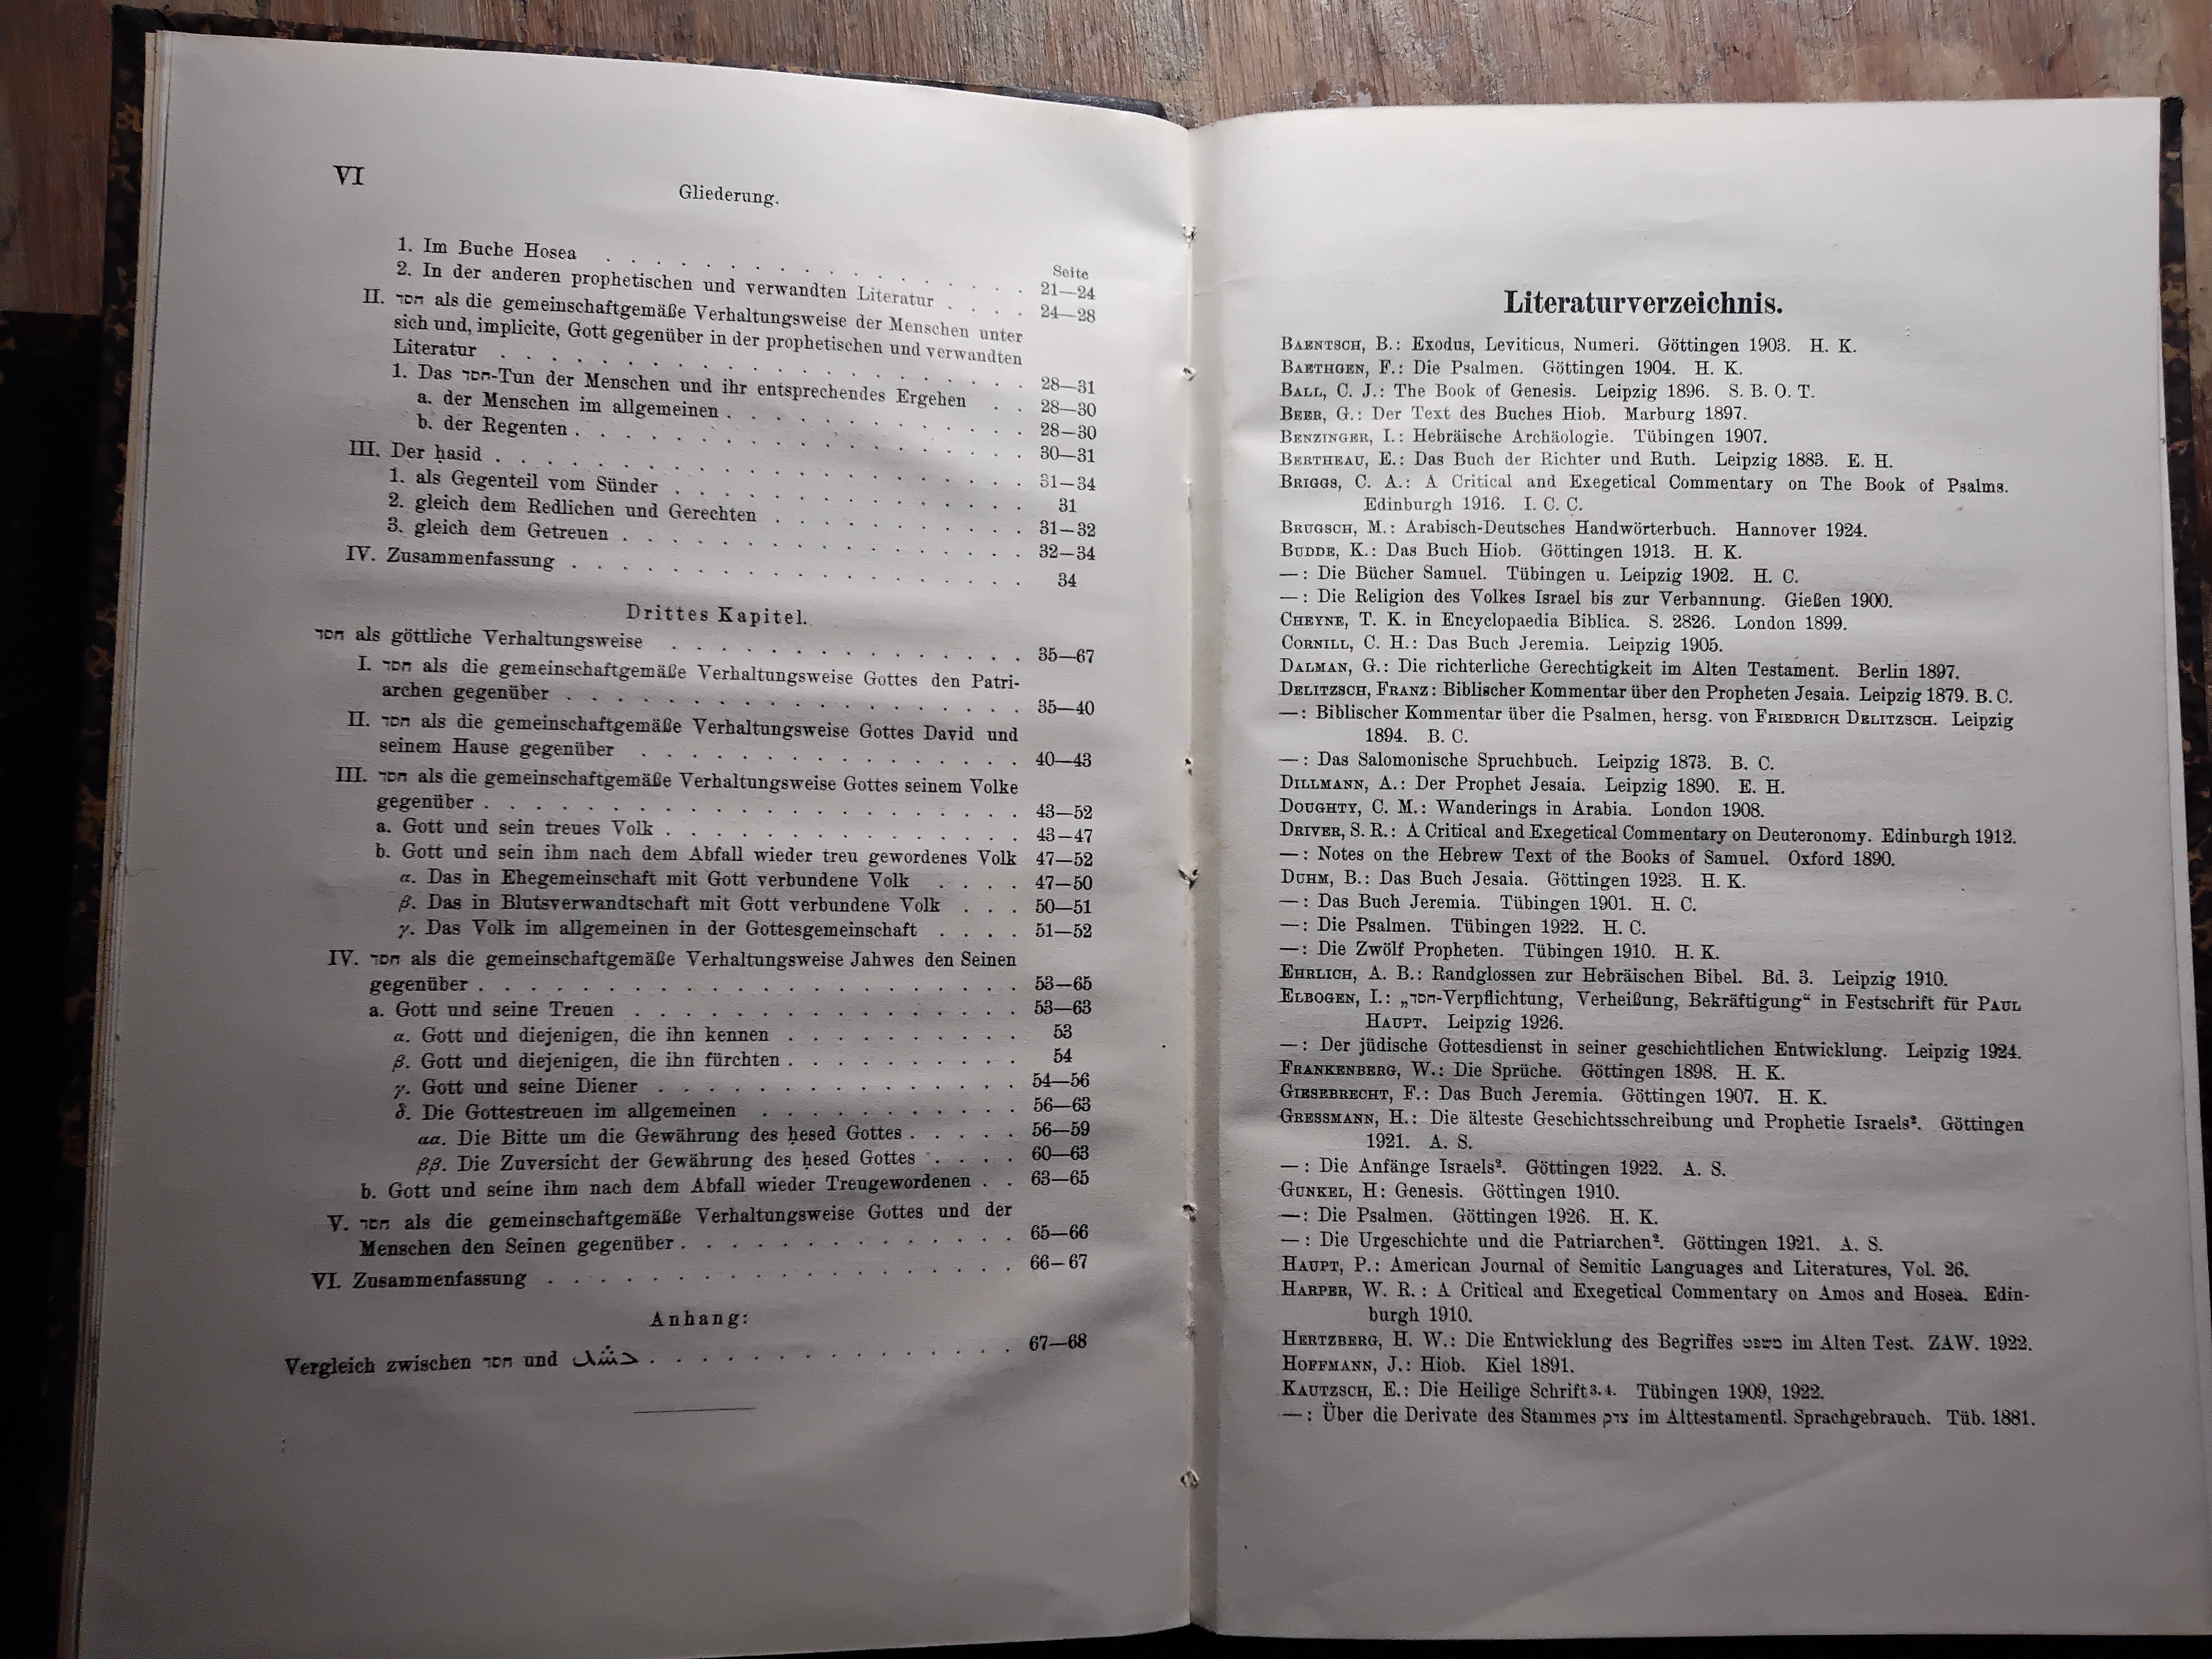 VI
Gliederung.
Seite
1. Im Buche Hosea . . . . . . . . . . . . . . . . . 21—24
2. In der anderen prophetischen und verwandten Literatur . . . . 24—28
II. חסד als die gemeinschaftgemäße Verhaltungsweise der Menschen unter
sich und, implicite, Gott gegenüber in der prophetischen und verwandten
Literatur . . . . . . . . . . . . . . . . . . . . . 28—31
1. Das חסד-Tun der Menschen und ihr entsprechendes Ergehen . . 28—30
a. der Menschen im allgemeinen . . . . . . . . . . . . 28—30
b. der Regenten . . . . . . . . . . . . . . . . . . 30—31
III. Der ḥasid . . . . . . . . . . . . . . . . . . . . . 31—34
1. als Gegenteil vom Sünder . . . . . . . . . . . . . . 31
2. gleich dem Redlichen und Gerechten . . . . . . . . . . 31—32
3. gleich dem Getreuen . . . . . . . . . . . . . . . . 32—34
IV. Zusammenfassung . . . . . . . . . . . . . . . . . . 34
Drittes Kapitel.
חסד als göttliche Verhaltungsweise . . . . . . . . . . . . . . 35—67
I. חסד als die gemeinschaftgemäße Verhaltungsweise Gottes den Patri-
archen gegenüber . . . . . . . . . . . . . . . . . . 35—40
II. חסד als die gemeinschaftgemäße Verhaltungsweise Gottes David und
seinem Hause gegenüber . . . . . . . . . . . . . . . 40—43
III. חסד als die gemeinschaftgemäße Verhaltungsweise Gottes seinem Volke
gegenüber . . . . . . . . . . . . . . . . . . . . . 43—52
a. Gott und sein treues Volk . . . . . . . . . . . . . . 43—47
b. Gott und sein ihm nach dem Abfall wieder treu gewordenes Volk 47—52
α. Das in Ehegemeinschaft mit Gott verbundene Volk . . . . 47—50
β. Das in Blutsverwandtschaft mit Gott verbundene Volk . . . 50—51
γ. Das Volk im allgemeinen in der Gottesgemeinschaft . . . . 51—52
IV. חסד als die gemeinschaftgemäße Verhaltungsweise Jahwes den Seinen
gegenüber . . . . . . . . . . . . . . . . . . . . . 53—65
a. Gott und seine Treuen . . . . . . . . . . . . . . . 53—63
α. Gott und diejenigen, die ihn kennen . . . . . . . . . 53
β. Gott und diejenigen, die ihn fürchten . . . . . . . . . 54
γ. Gott und seine Diener . . . . . . . . . . . . . . 54—56
δ. Die Gottestreuen im allgemeinen . . . . . . . . . . 56—63
αα. Die Bitte um die Gewährung des ḥesed Gottes . . . . . 56—59
ββ. Die Zuversicht der Gewährung des ḥesed Gottes . . . . 60—63
b. Gott und seine ihm nach dem Abfall wieder Treugewordenen . . 63—65
V. חסד als die gemeinschaftgemäße Verhaltungsweise Gottes und der
Menschen den Seinen gegenüber . . . . . . . . . . . . . 65—66
VI. Zusammenfassung . . . . . . . . . . . . . . . . . . 66—67
Anhang:
Vergleich zwischen חסד und حشد . . . . . . . . . . . . . . 67—68
Literaturverzeichnis.
BAENTSCH, B.: Exodus, Leviticus, Numeri. Göttingen 1903. H. K.
BAETHGEN, F.: Die Psalmen. Göttingen 1904. H. K.
BALL, C. J.: The Book of Genesis. Leipzig 1896. S. B. O. T.
BEER, G.: Der Text des Buches Hiob. Marburg 1897.
BENZINGER, I.: Hebräische Archäologie. Tübingen 1907.
BERTHEAU, E.: Das Buch der Richter und Ruth. Leipzig 1883. E. H.
BRIGGS, C. A.: A Critical and Exegetical Commentary on The Book of Psalms.
Edinburgh 1916. I. C. C.
BRUGSCH, M.: Arabisch-Deutsches Handwörterbuch. Hannover 1924.
BUDDE, K.: Das Buch Hiob. Göttingen 1913. H. K.
—: Die Bücher Samuel. Tübingen u. Leipzig 1902. H. C.
—: Die Religion des Volkes Israel bis zur Verbannung. Gießen 1900.
CHEYNE, T. K. in Encyclopaedia Biblica. S. 2826. London 1899.
CORNILL, C. H.: Das Buch Jeremia. Leipzig 1905.
DALMAN, G.: Die richterliche Gerechtigkeit im Alten Testament. Berlin 1897.
DELITZSCH, FRANZ: Biblischer Kommentar über den Propheten Jesaia. Leipzig 1879. B. C.
—: Biblischer Kommentar über die Psalmen, hersg. von FRIEDRICH DELITZSCH. Leipzig
1894. B. C.
—: Das Salomonische Spruchbuch. Leipzig 1873. B. C.
DILLMANN, A.: Der Prophet Jesaia. Leipzig 1890. E. H.
DOUGHTY, C. M.: Wanderings in Arabia. London 1908.
DRIVER, S. R.: A Critical and Exegetical Commentary on Deuteronomy. Edinburgh 1912.
—: Notes on the Hebrew Text of the Books of Samuel. Oxford 1890.
DUHM, B.: Das Buch Jesaia. Göttingen 1923. H. K.
—: Das Buch Jeremia. Tübingen 1901. H. C.
—: Die Psalmen. Tübingen 1922. H. C.
—: Die Zwölf Propheten. Tübingen 1910. H. K.
EHRLICH, A. B.: Randglossen zur Hebräischen Bibel. Bd. 3. Leipzig 1910.
ELBOGEN, I.: „חסד-Verpflichtung, Verheißung, Bekräftigung“ in Festschrift für PAUL
HAUPT. Leipzig 1926.
—: Der jüdische Gottesdienst in seiner geschichtlichen Entwicklung. Leipzig 1924.
FRANKENBERG, W.: Die Sprüche. Göttingen 1898. H. K.
GIESEBRECHT, F.: Das Buch Jeremia. Göttingen 1907. H. K.
GRESSMANN, H.: Die älteste Geschichtsschreibung und Prophetie Israels². Göttingen
1921. A. S.
—: Die Anfänge Israels². Göttingen 1922. A. S.
GUNKEL, H: Genesis. Göttingen 1910.
—: Die Psalmen. Göttingen 1926. H. K.
—: Die Urgeschichte und die Patriarchen². Göttingen 1921. A. S.
HAUPT, P.: American Journal of Semitic Languages and Literatures, Vol. 26.
HARPER, W. R.: A Critical and Exegetical Commentary on Amos and Hosea. Edin-
burgh 1910.
HERTZBERG, H. W.: Die Entwicklung des Begriffes משפט im Alten Test. ZAW. 1922.
HOFFMANN, J.: Hiob. Kiel 1891.
KAUTZSCH, E.: Die Heilige Schrift³·⁴. Tübingen 1909, 1922.
—: Über die Derivate des Stammes צדק im Alttestamentl. Sprachgebrauch. Tüb. 1881.